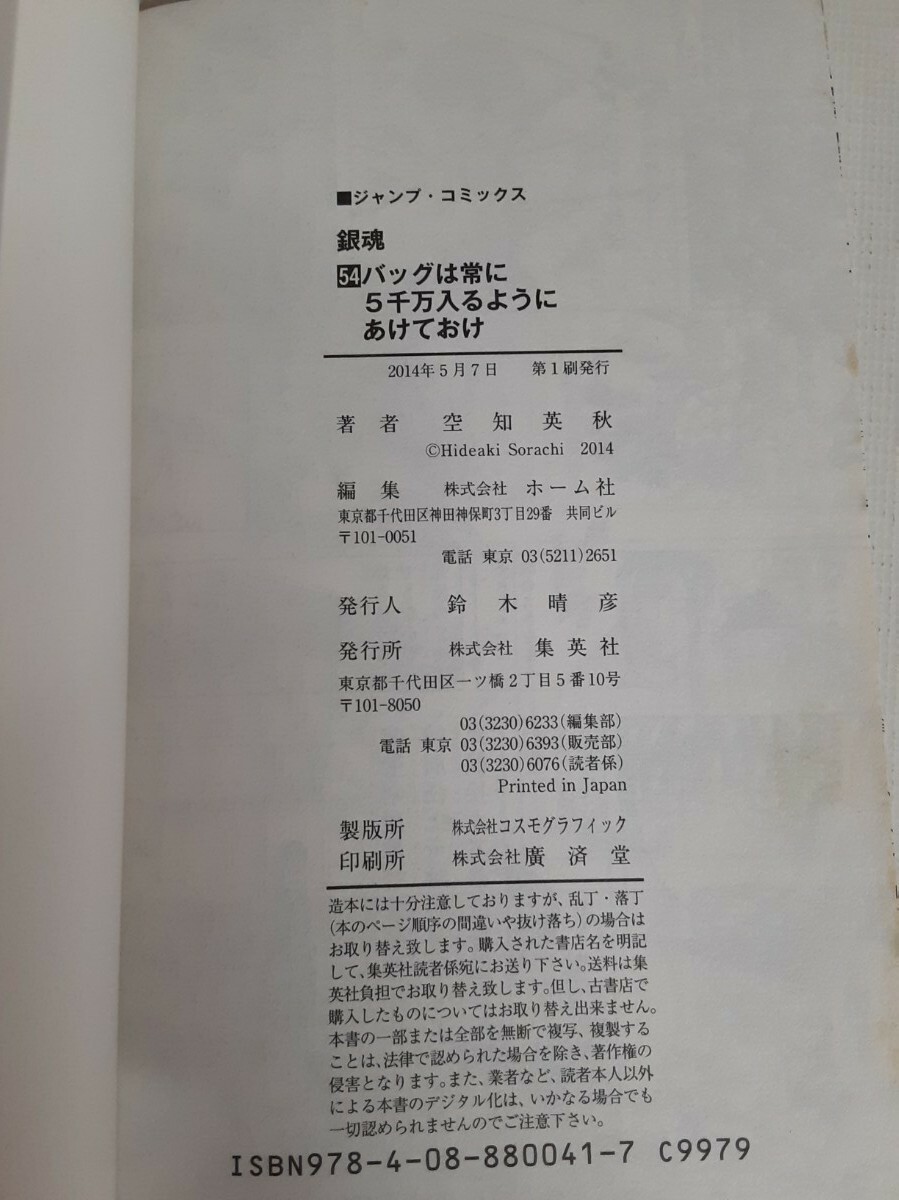 ■ジャンプ・コミックス
銀魂
54バッグは常に
５千万入るように
あけておけ
2014年5月7日　第1刷発行
著者　空知英秋
©Hideaki Sorachi 2014
編集　株式会社 ホーム社
東京都千代田区神田神保町3丁目29番　共同ビル
〒101-0051
電話 東京 03(5211)2651
発行人　鈴木晴彦
発行所　株式会社 集英社
東京都千代田区一ツ橋2丁目5番10号
〒101-8050
03(3230)6233(編集部)
電話 東京 03(3230)6393(販売部)
03(3230)6076(読者係)
Printed in Japan
製版所　株式会社コスモグラフィック
印刷所　株式会社 廣済堂
造本には十分注意しておりますが、乱丁・落丁
(本のページ順序の間違いや抜け落ち)の場合は
お取り替え致します。購入された書店名を明記
して、集英社読者係宛にお送り下さい。送料は集
英社負担でお取り替え致します。但し、古書店で
購入したものについてはお取り替え出来ません。
本書の一部または全部を無断で複写、複製する
ことは、法律で認められた場合を除き、著作権の
侵害となります。また、業者など、読者本人以外
による本書のデジタル化は、いかなる場合でも
一切認められませんのでご注意下さい。
ISBN978-4-08-880041-7 C9979